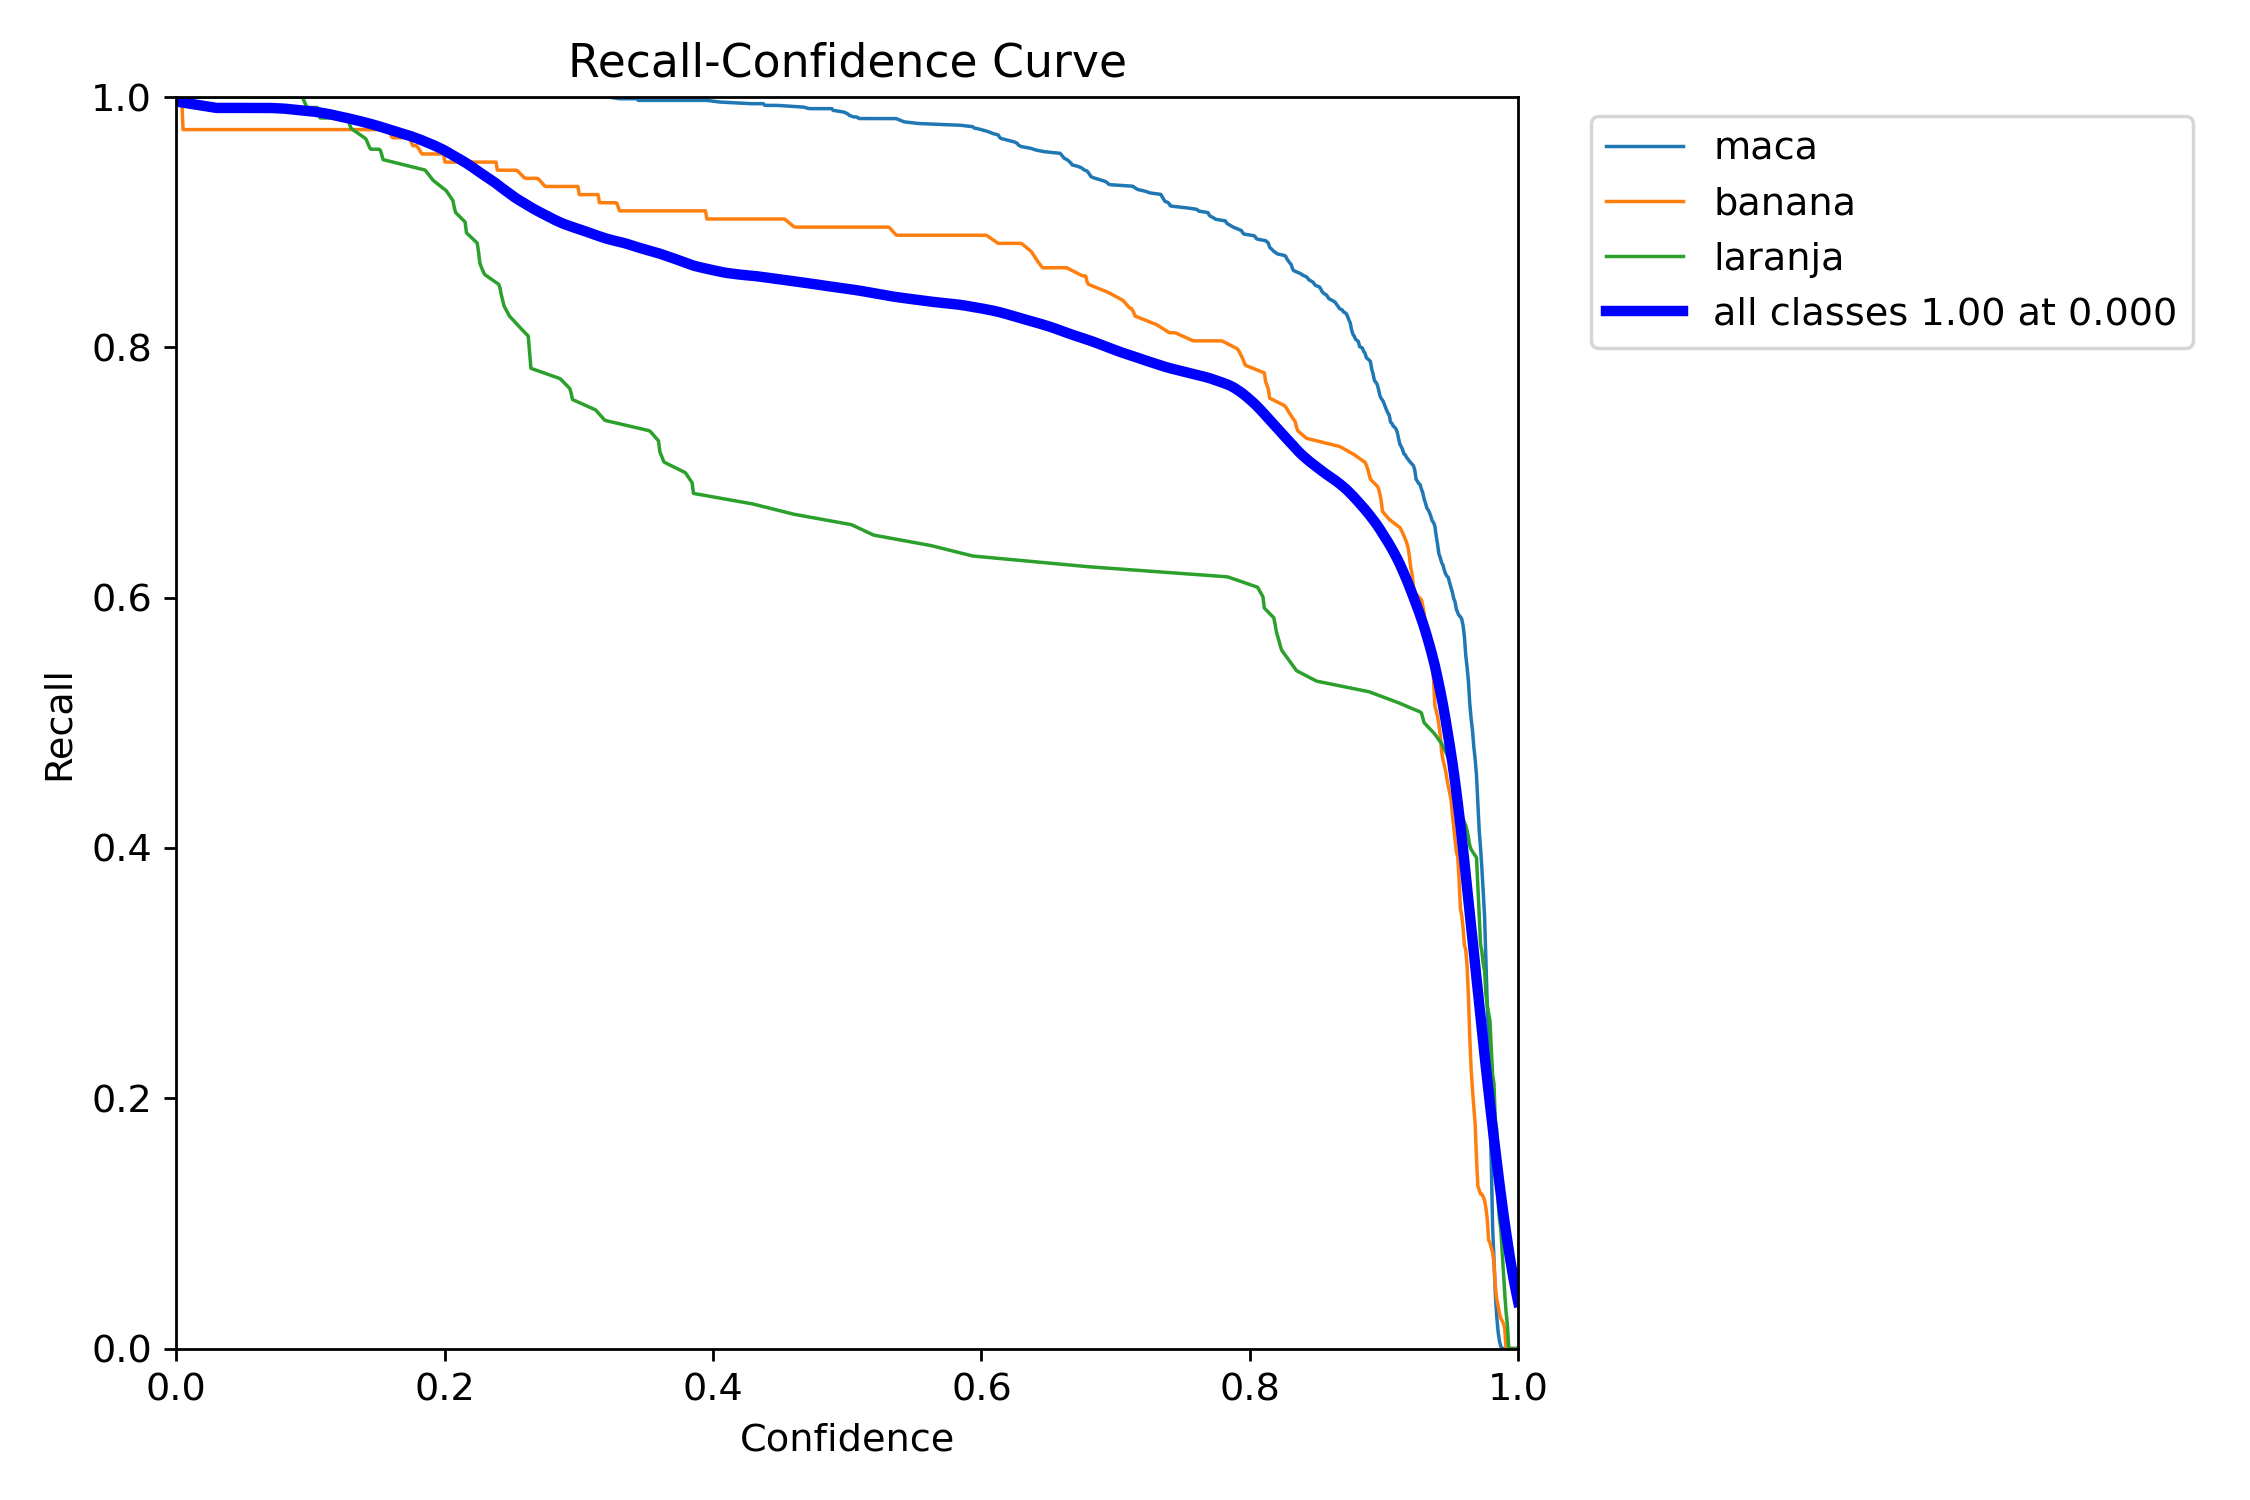 Recall-Confidence Curve
1.0
0.8
0.6
0.4
0.2
0.0
Recall
0.0 0.2 0.4 0.6 0.8 1.0
Confidence
maca
banana
laranja
all classes 1.00 at 0.000